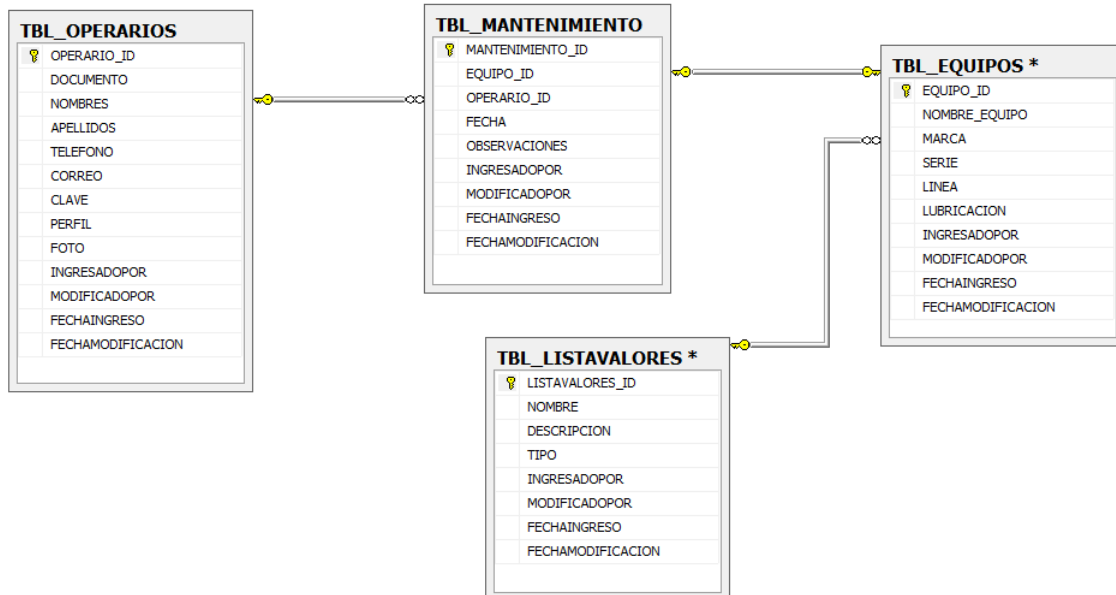 TBL_OPERARIOS
OPERARIO_ID
DOCUMENTO
NOMBRES
APELLIDOS
TELEFONO
CORREO
CLAVE
PERFIL
FOTO
INGRESADOPOR
MODIFICADOPOR
FECHAINGRESO
FECHAMODIFICACION
TBL_MANTENIMIENTO
MANTENIMIENTO_ID
EQUIPO_ID
OPERARIO_ID
FECHA
OBSERVACIONES
INGRESADOPOR
MODIFICADOPOR
FECHAINGRESO
FECHAMODIFICACION
TBL_EQUIPOS *
EQUIPO_ID
NOMBRE_EQUIPO
MARCA
SERIE
LINEA
LUBRICACION
INGRESADOPOR
MODIFICADOPOR
FECHAINGRESO
FECHAMODIFICACION
TBL_LISTAVALORES *
LISTAVALORES_ID
NOMBRE
DESCRIPCION
TIPO
INGRESADOPOR
MODIFICADOPOR
FECHAINGRESO
FECHAMODIFICACION